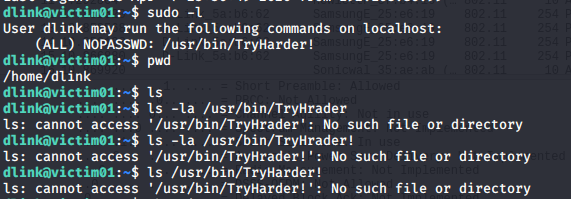 dlink@victim01:~$ sudo -l
User dlink may run the following commands on localhost:
    (ALL) NOPASSWD: /usr/bin/TryHarder!
dlink@victim01:~$ pwd
/home/dlink
dlink@victim01:~$ ls
dlink@victim01:~$ ls -la /usr/bin/TryHrader
ls: cannot access '/usr/bin/TryHrader': No such file or directory
dlink@victim01:~$ ls -la /usr/bin/TryHrader!
ls: cannot access '/usr/bin/TryHrader!': No such file or directory
dlink@victim01:~$ ls /usr/bin/TryHarder!
ls: cannot access '/usr/bin/TryHarder!': No such file or directory